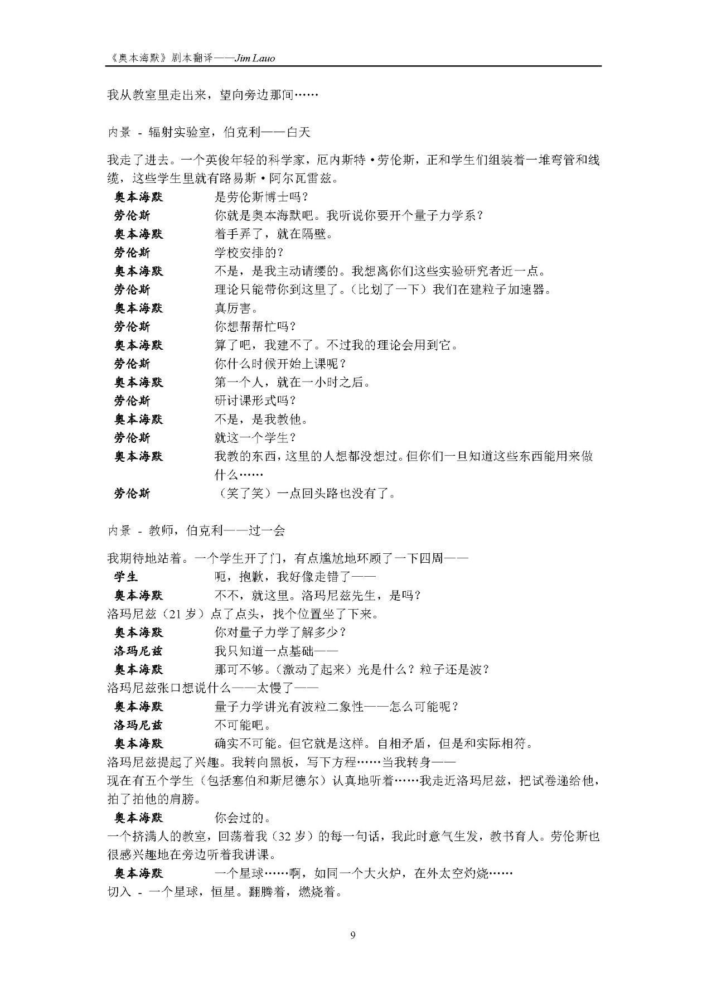 《奥本海默》剧本翻译——Jim Lauo
我从教室里走出来，望向旁边那间……
内景 - 辐射实验室，伯克利——白天
我走了进去。一个英俊年轻的科学家，厄内斯特·劳伦斯，正和学生们组装着一堆弯管和线
缆，这些学生里就有路易斯·阿尔瓦雷兹。
奥本海默 是劳伦斯博士吗？
劳伦斯 你就是奥本海默吧。我听说你要开个量子力学系？
奥本海默 着手弄了，就在隔壁。
劳伦斯 学校安排的？
奥本海默 不是，是我主动请缨的。我想离你们这些实验研究者近一点。
劳伦斯 理论只能带你到这里了。（比划了一下）我们在建粒子加速器。
奥本海默 真厉害。
劳伦斯 你想帮帮忙吗？
奥本海默 算了吧，我建不了。不过我的理论会用到它。
劳伦斯 你什么时候开始上课呢？
奥本海默 第一个人，就在一小时之后。
劳伦斯 研讨课形式吗？
奥本海默 不是，是我教他。
劳伦斯 就这一个学生？
奥本海默 我教的东西，这里的人想都没想过。但你们一旦知道这些东西能用来做
什么……
劳伦斯 （笑了笑）一点回头路也没有了。
内景 - 教师，伯克利——过一会
我期待地站着。一个学生开了门，有点尴尬地环顾了一下四周——
学生 呃，抱歉，我好像走错了——
奥本海默 不不，就这里。洛玛尼兹先生，是吗？
洛玛尼兹（21 岁）点了点头，找个位置坐了下来。
奥本海默 你对量子力学了解多少？
洛玛尼兹 我只知道一点基础——
奥本海默 那可不够。（激动了起来）光是什么？粒子还是波？
洛玛尼兹张口想说什么——太慢了——
奥本海默 量子力学讲光有波粒二象性——怎么可能呢？
洛玛尼兹 不可能吧。
奥本海默 确实不可能。但它就是这样。自相矛盾，但是和实际相符。
洛玛尼兹提起了兴趣。我转向黑板，写下方程……当我转身——
现在有五个学生（包括塞伯和斯尼德尔）认真地听着……我走近洛玛尼兹，把试卷递给他，
拍了拍他的肩膀。
奥本海默 你会过的。
一个挤满人的教室，回荡着我（32 岁）的每一句话，我此时意气生发，教书育人。劳伦斯也
很感兴趣地在旁边听着我讲课。
奥本海默 一个星球……啊，如同一个大火炉，在外太空灼烧……
切入 - 一个星球，恒星。翻腾着，燃烧着。
9